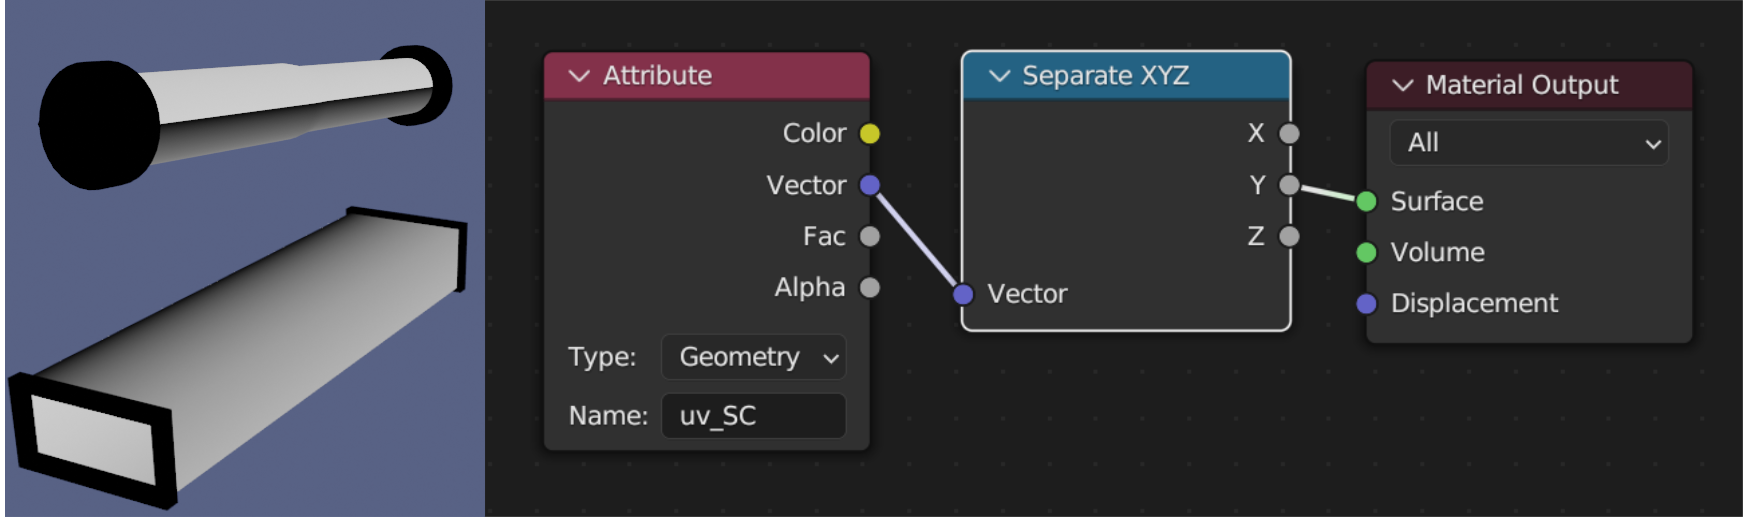 Attribute
Color
Vector
Fac
Alpha
Type: Geometry
Name: uv_SC
Separate XYZ
X
Y
Z
Vector
Material Output
All
Surface
Volume
Displacement